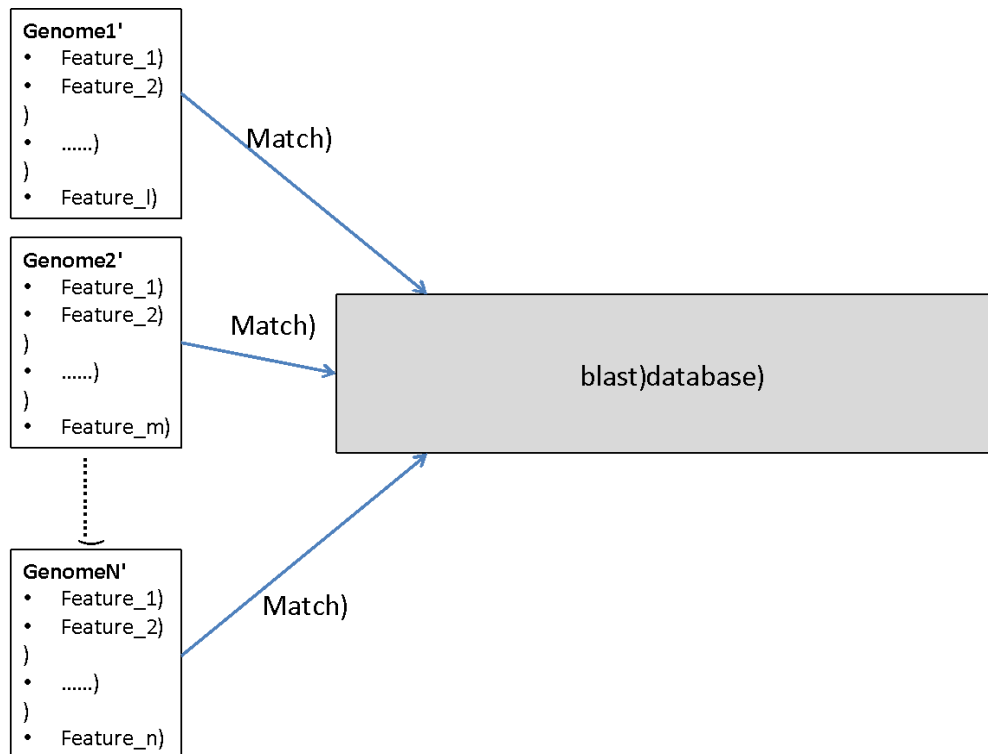 Genome1'
• Feature_1)
• Feature_2)
)
• ......)
)
• Feature_l)
Match)
Genome2'
• Feature_1)
• Feature_2)
)
• ......)
)
• Feature_m)
Match)
blast)database)
GenomeN'
• Feature_1)
• Feature_2)
)
• ......)
)
• Feature_n)
Match)